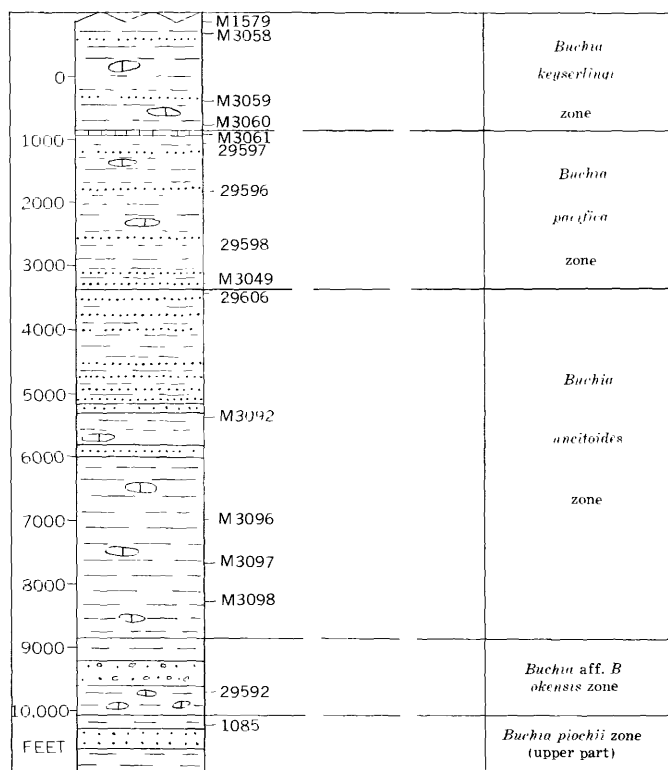 M1579
M3058
Buchia
keyserlingi
0
M3059
zone
M3060
M3061
1000
29597
Buchia
29596
2000
pacifica
29598
zone
3000
M3049
29606
4000
Buchia
5000
M3092
uncitoides
6000
zone
M3096
7000
M3097
8000
M3098
9000
Buchia aff. B
okensis zone
29592
10,000
1085
Buchia piochii zone
FEET
(upper part)